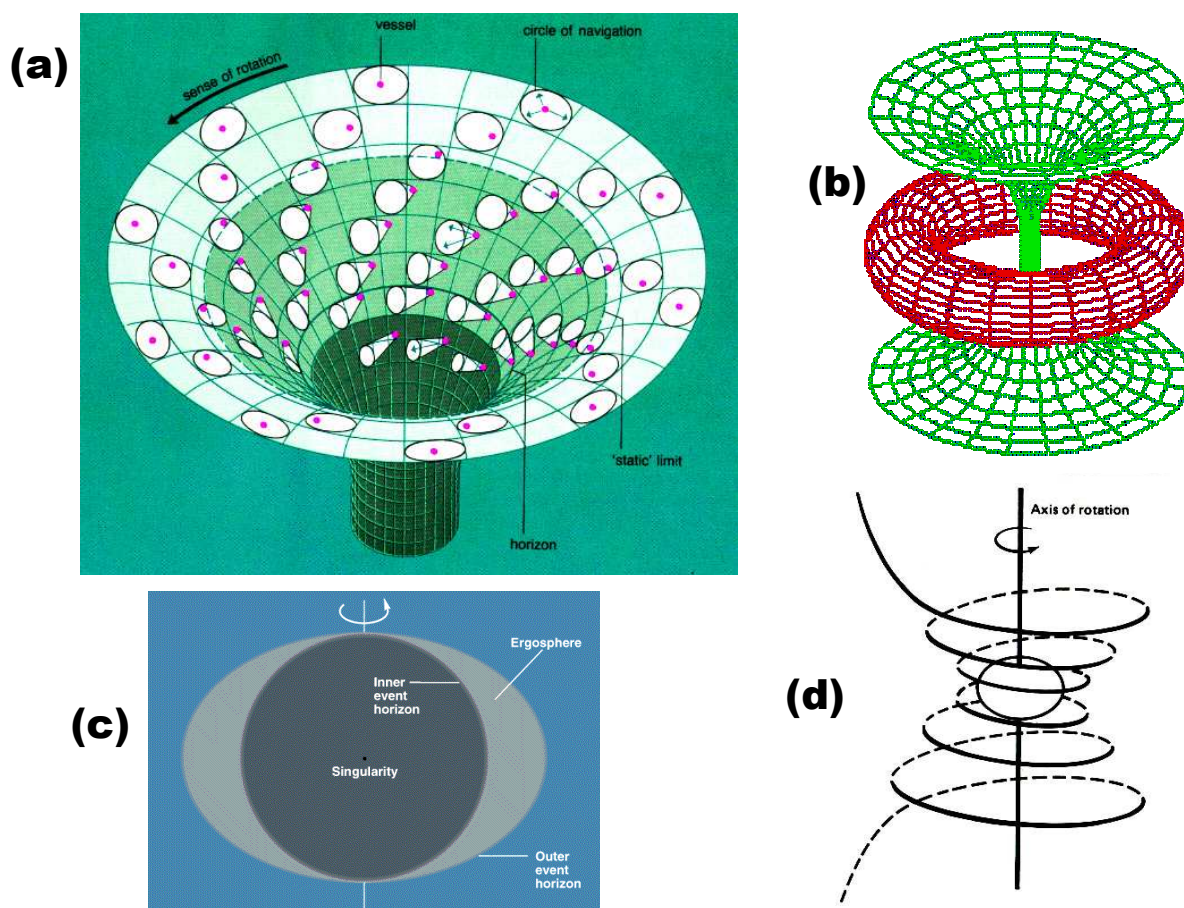 (a)
vessel
circle of navigation
sense of rotation
'static' limit
horizon
(b)
(c)
Ergosphere
Inner
event
horizon
Singularity
Outer
event
horizon
(d)
Axis of rotation